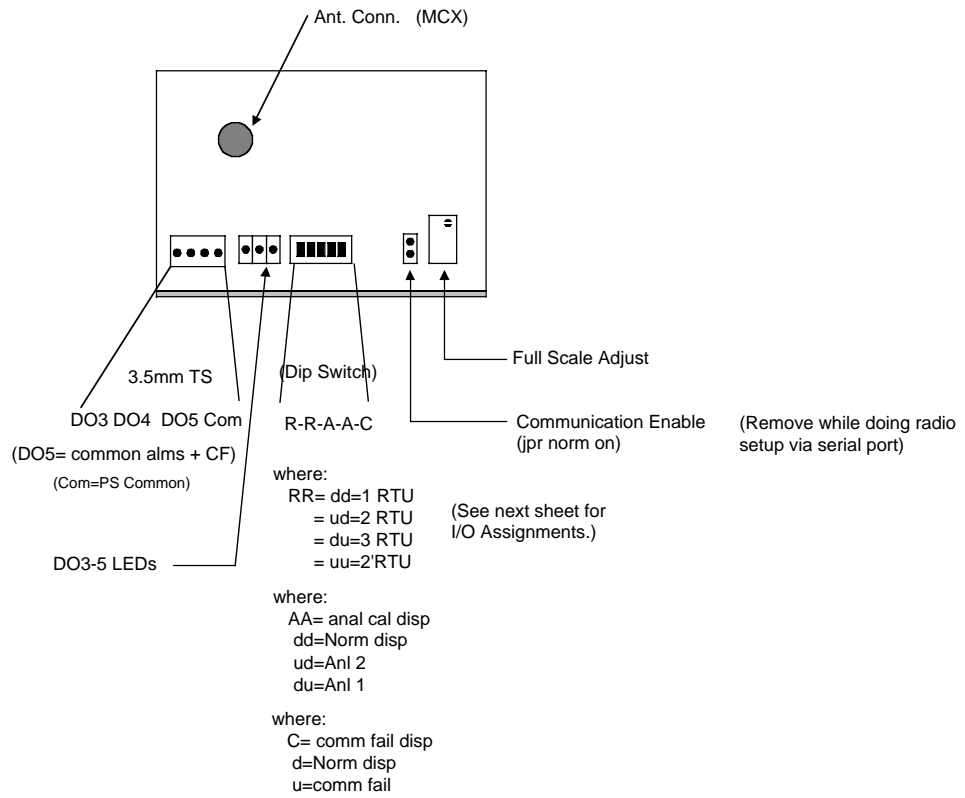 Ant. Conn. (MCX)
Full Scale Adjust
3.5mm TS
(Dip Switch)
DO3 DO4 DO5 Com
R-R-A-A-C
Communication Enable
(jpr norm on)
(Remove while doing radio
setup via serial port)
(DO5= common alms + CF)
(Com=PS Common)
where:
RR= dd=1 RTU
= ud=2 RTU
= du=3 RTU
= uu=2'RTU
(See next sheet for
I/O Assignments.)
DO3-5 LEDs
where:
AA= anal cal disp
dd=Norm disp
ud=Anl 2
du=Anl 1
where:
C= comm fail disp
d=Norm disp
u=comm fail